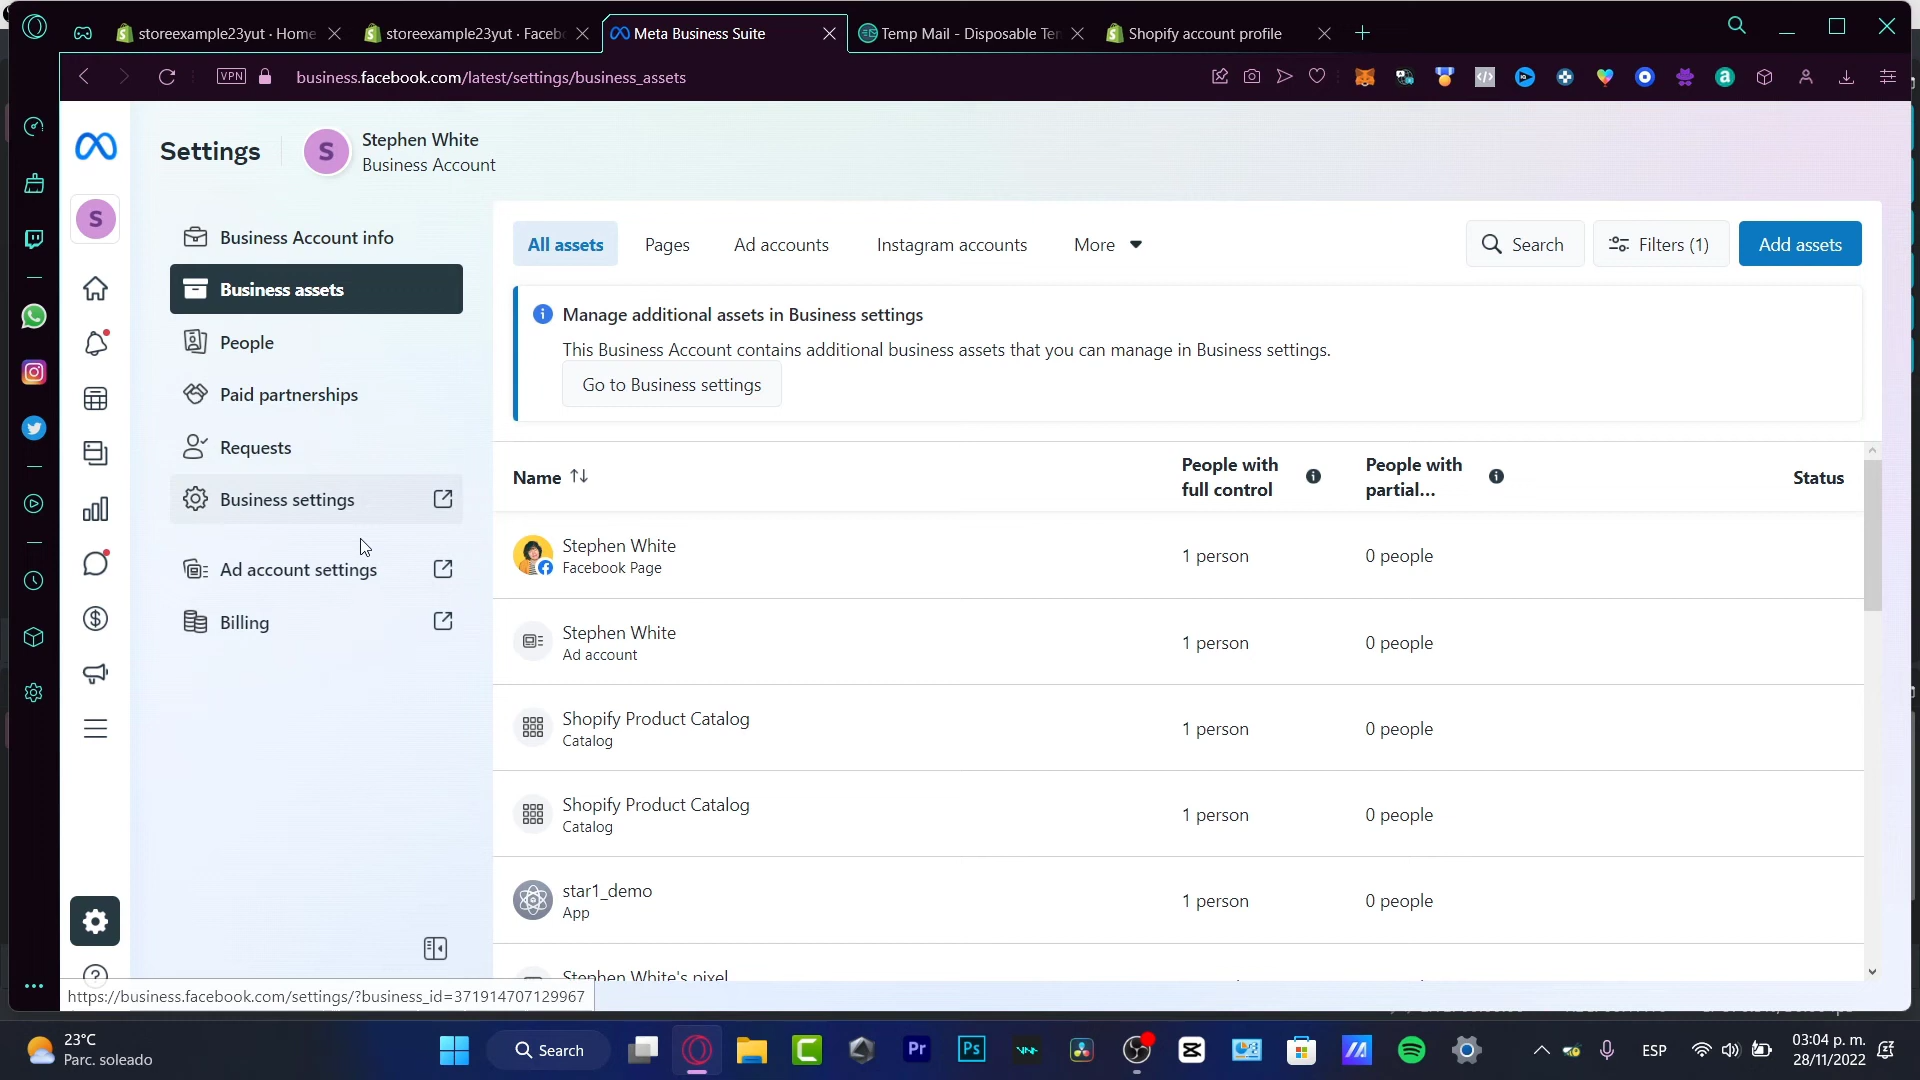 storeexample23yut · Home
storeexample23yut · Faceb
Meta Business Suite
Temp Mail - Disposable Ten
Shopify account profile
VPN
business.facebook.com/latest/settings/business_assets
Settings
S
Stephen White
Business Account
S
Business Account info
Business assets
People
Paid partnerships
Requests
Business settings
Ad account settings
Billing
All assets
Pages
Ad accounts
Instagram accounts
More
Search
Filters (1)
Add assets
Manage additional assets in Business settings
This Business Account contains additional business assets that you can manage in Business settings.
Go to Business settings
Name
People with full control
People with partial...
Status
Stephen White
Facebook Page
1 person
0 people
Stephen White
Ad account
1 person
0 people
Shopify Product Catalog
Catalog
1 person
0 people
Shopify Product Catalog
Catalog
1 person
0 people
star1_demo
App
1 person
0 people
Stephen White's pixel
https://business.facebook.com/settings/?business_id=371914707129967
23°C
Parc. soleado
Search
Pr
Ps
ESP
03:04 p. m.
28/11/2022